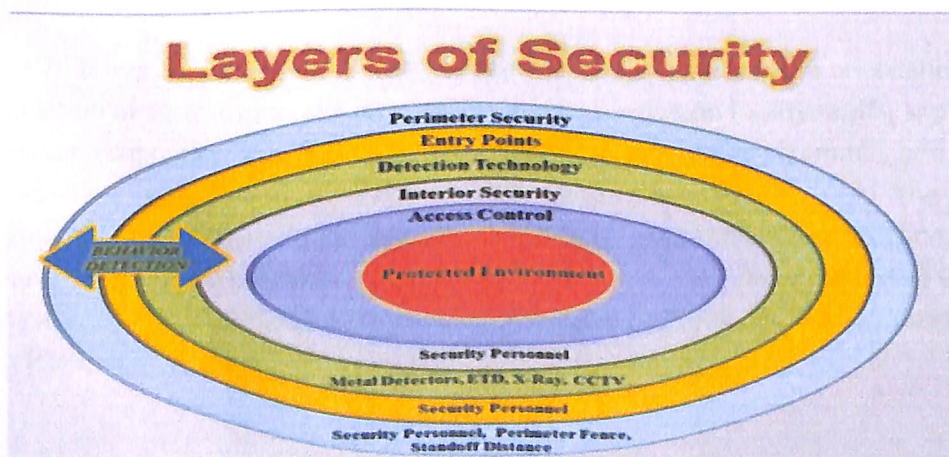 Layers of Security
Perimeter Security
Entry Points
Detection Technology
Interior Security
Access Control
BEHAVIOR
DETECTION
Protected Environment
Security Personnel
Metal Detectors, ETD, X-Ray, CCTV
Security Personnel
Security Personnel, Perimeter Fence,
Standoff Distance